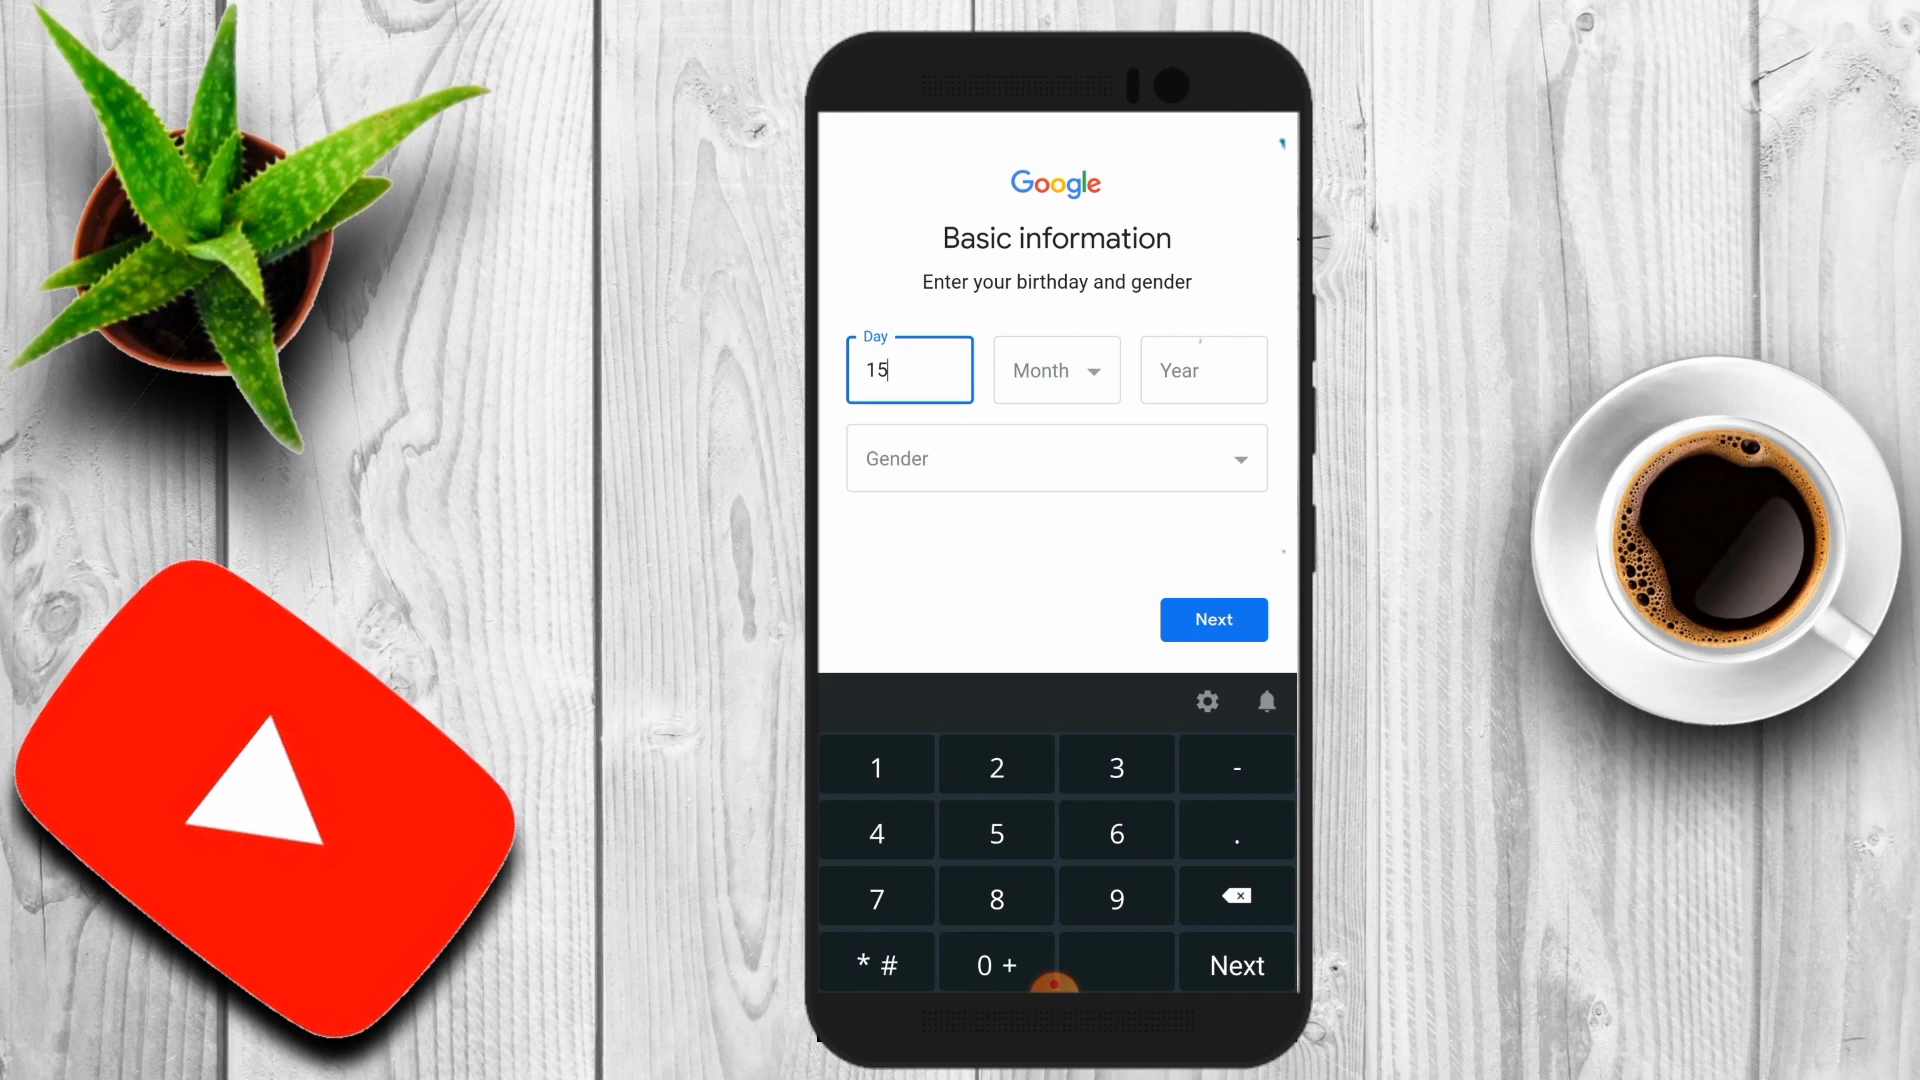 Google
Basic information
Enter your birthday and gender
Day
15
Month
Year
Gender
Next
1 2 3 -
4 5 6 .
7 8 9
* # 0 + Next